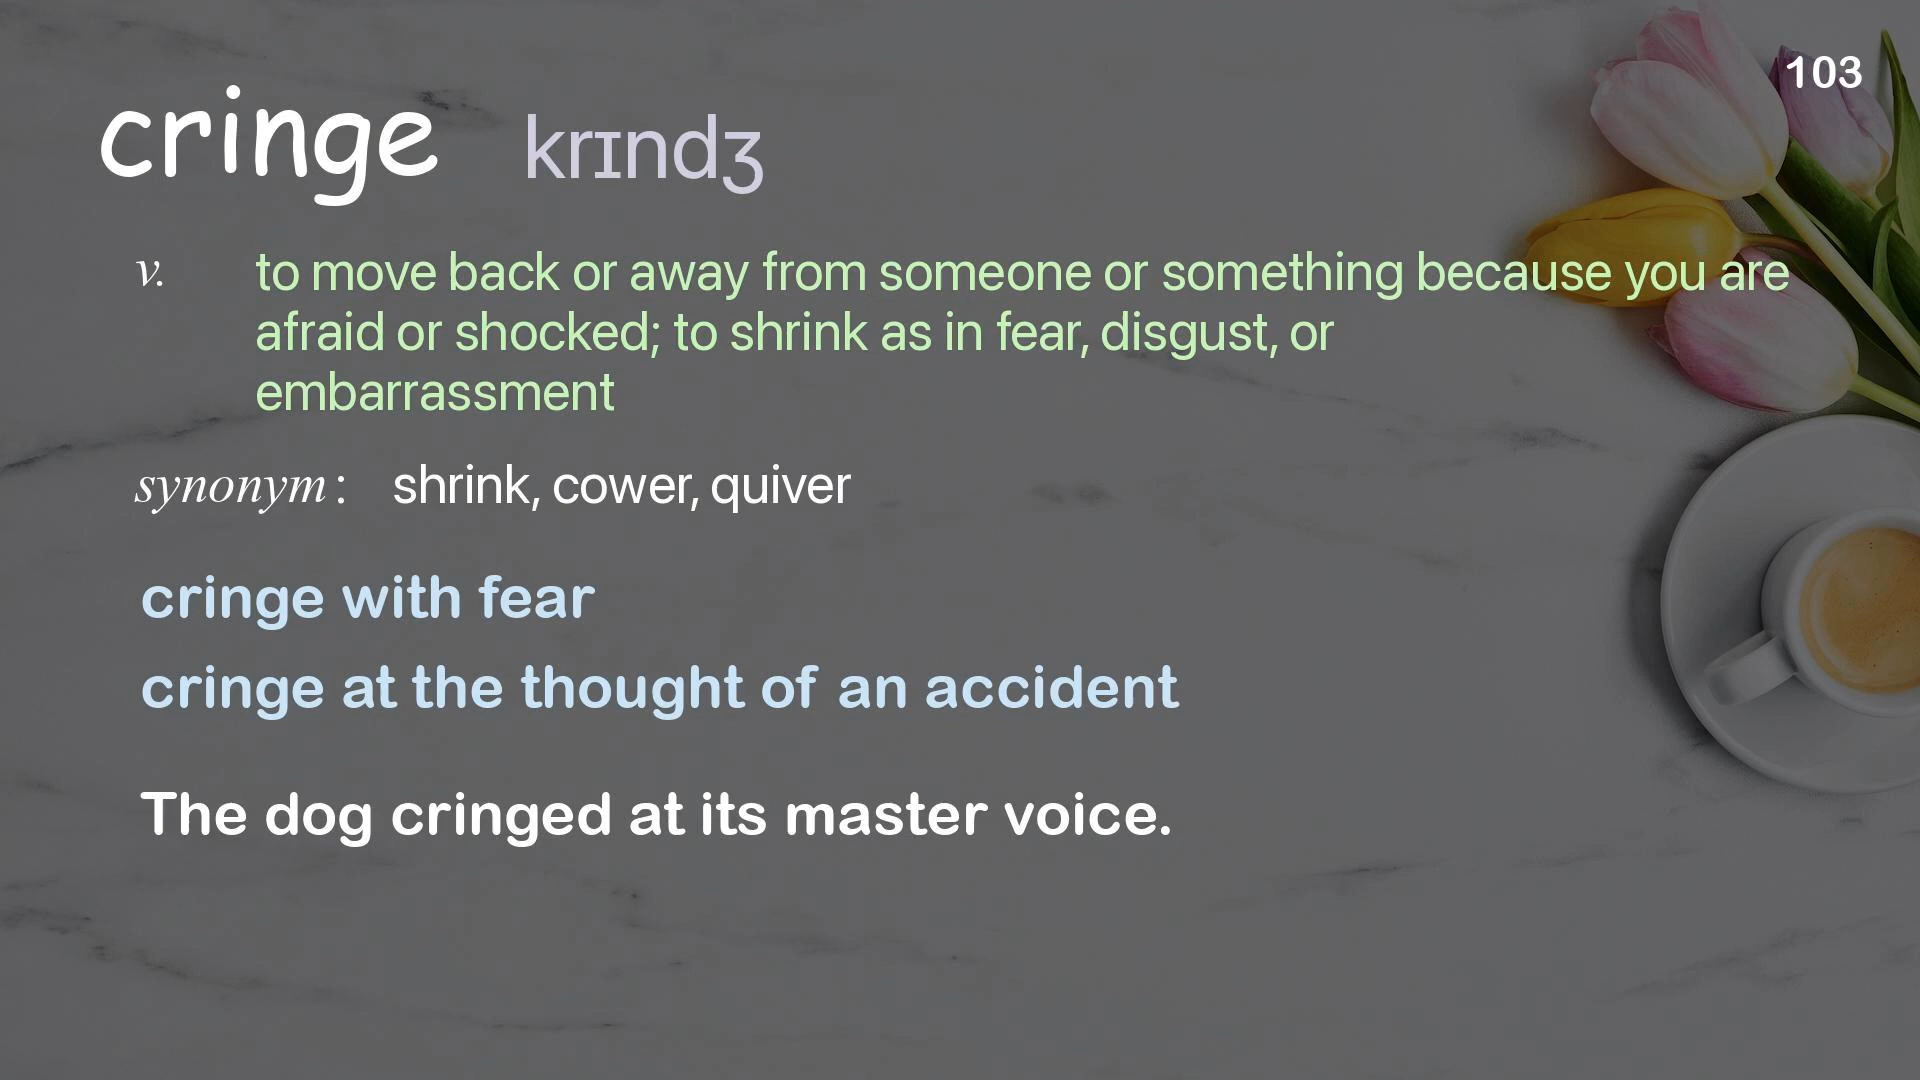 103
cringe krɪndʒ
v. to move back or away from someone or something because you are
afraid or shocked; to shrink as in fear, disgust, or
embarrassment
synonym: shrink, cower, quiver
cringe with fear
cringe at the thought of an accident
The dog cringed at its master voice.